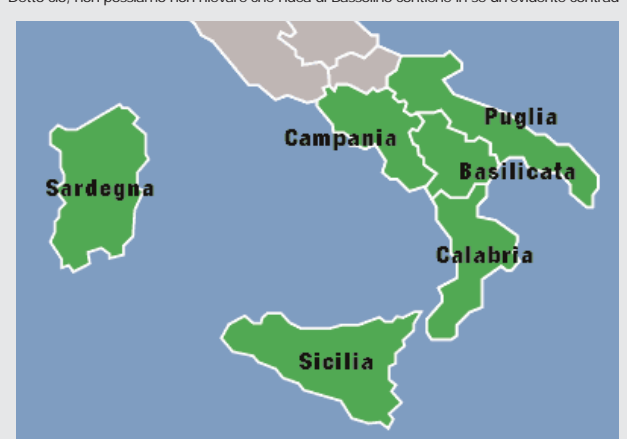 Detto ciò, non possiamo non rilevare che l'idea di Bassolino contiene in sé un'evidente contrad
Puglia
Campania
Basilicata
Sardegna
Calabria
Sicilia